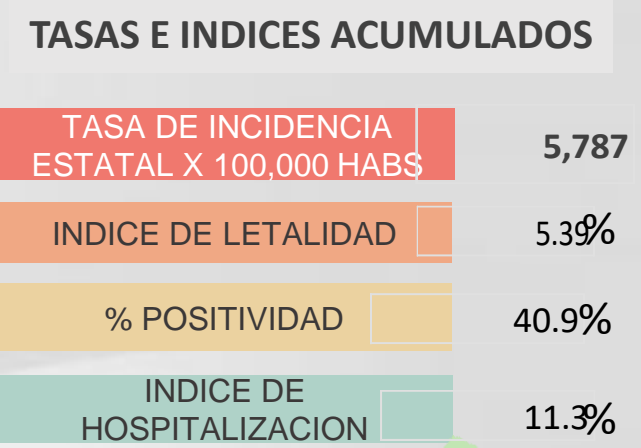 TASAS E INDICES ACUMULADOS
TASA DE INCIDENCIA
ESTATAL X 100,000 HABS
5,787
INDICE DE LETALIDAD
5.39%
% POSITIVIDAD
40.9%
INDICE DE
HOSPITALIZACION
11.3%